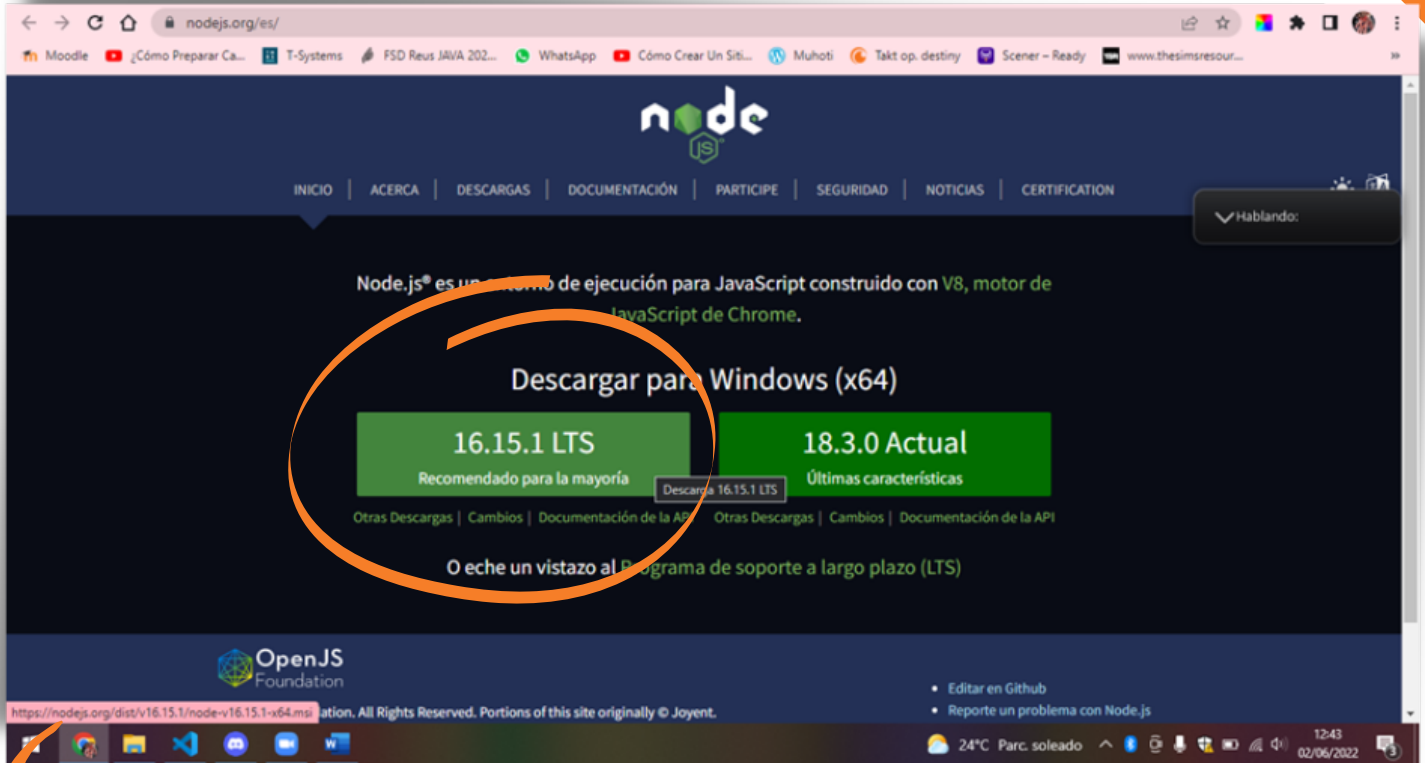 nodejs.org/es/
Moodle ¿Cómo Preparar Ca... T-Systems FSD Reus JAVA 202... WhatsApp Cómo Crear Un Siti... Muhoti Takt op. destiny Scener – Ready www.thesimsresour... »
node
JS
INICIO | ACERCA | DESCARGAS | DOCUMENTACIÓN | PARTICIPE | SEGURIDAD | NOTICIAS | CERTIFICATION
Hablando:
Node.js® es un entorno de ejecución para JavaScript construido con V8, motor de
JavaScript de Chrome.
Descargar para Windows (x64)
16.15.1 LTS
Recomendado para la mayoría
18.3.0 Actual
Últimas características
Descarga 16.15.1 LTS
Otras Descargas | Cambios | Documentación de la API Otras Descargas | Cambios | Documentación de la API
O eche un vistazo al Programa de soporte a largo plazo (LTS)
OpenJS
Foundation
Editar en Github
Reporte un problema con Node.js
https://nodejs.org/dist/v16.15.1/node-v16.15.1-x64.msi ation. All Rights Reserved. Portions of this site originally © Joyent.
24°C Parc. soleado
12:43
02/06/2022
3